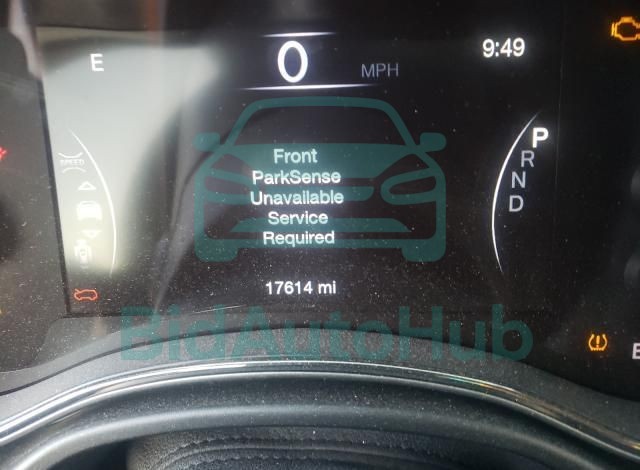 E
0
MPH
9:49
P
R
N
D
SPEED
Front
ParkSense
Unavailable
Service
Required
17614 mi
BidAutoHub
E